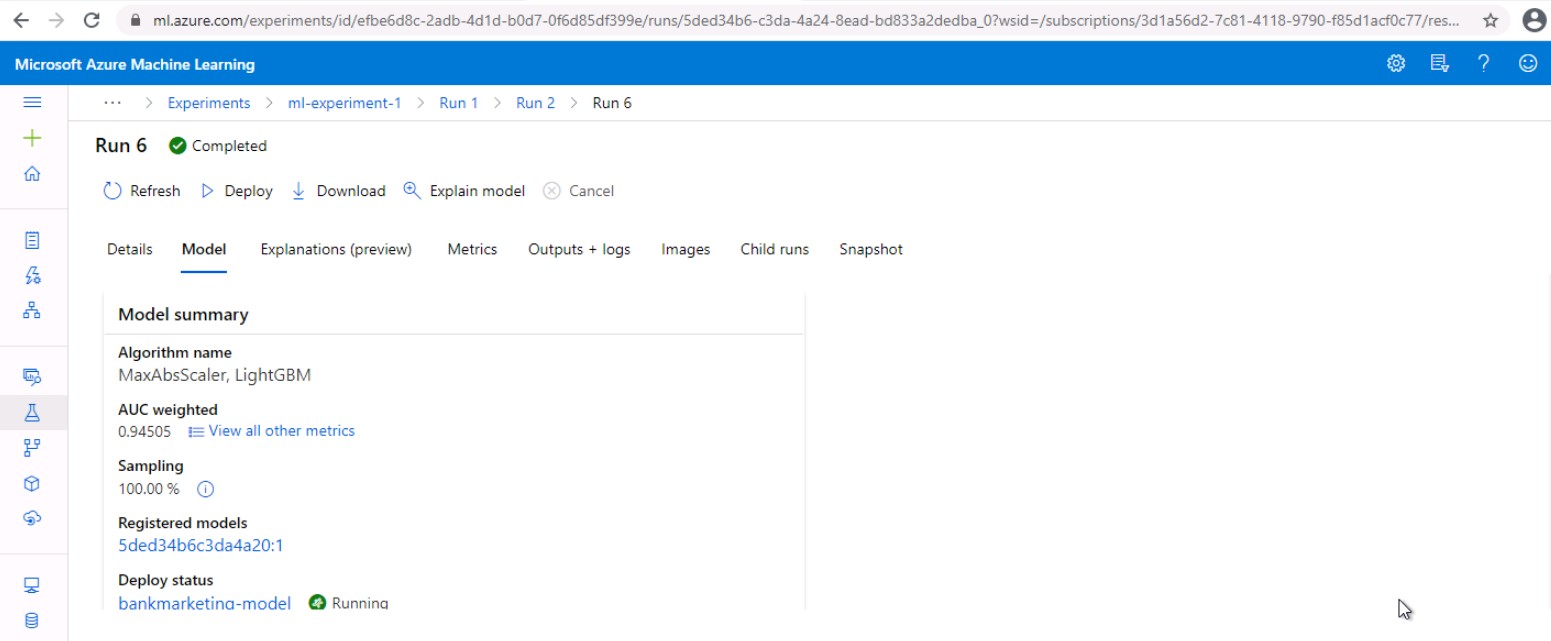 ml.azure.com/experiments/id/efbe6d8c-2adb-4d1d-b0d7-0f6d85df399e/runs/5ded34b6-c3da-4a24-8ead-bd833a2dedba_0?wsid=/subscriptions/3d1a56d2-7c81-4118-9790-f85d1acf0c77/res...
Microsoft Azure Machine Learning
··· > Experiments > ml-experiment-1 > Run 1 > Run 2 > Run 6
Run 6 Completed
Refresh Deploy Download Explain model Cancel
Details Model Explanations (preview) Metrics Outputs + logs Images Child runs Snapshot
Model summary
Algorithm name
MaxAbsScaler, LightGBM
AUC weighted
0.94505 View all other metrics
Sampling
100.00 %
Registered models
5ded34b6c3da4a20:1
Deploy status
bankmarketing-model Running